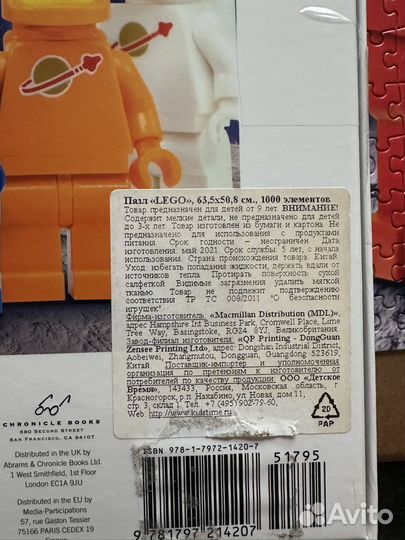 Пазл «LEGO», 63,5х50,8 см., 1000 элементов
Товар предназначен для детей от 9 лет. ВНИМАНИЕ!
Содержит мелкие детали, не предназначено для детей
до 3-х лет. Товар изготовлен из бумаги и картона. Не
предназначено для использования с продуктами
питания. Срок годности – неограничен. Дата
изготовления: май 2021. Срок службы 5 лет, с начала
использования. Страна происхождения товара Китай.
Уход: избегать попадания жидкости, держать вдали от
источников тепла. Протирать поверхность сухой
салфеткой. Видимые загрязнения удалить мягкой
тканью. Товар не подлежит подтверждению
соответствия ТР ТС 008/2011 "О безопасности
игрушек"
Фирма-изготовитель: «Macmillan Distribution (MDL)»,
адрес Hampshire Int Business Park, Cromwell Place, Lime
Tree Way, Basingstoke, RG24 8YJ, Великобритания
Завод-филиал изготовителя: «QP Printing - DongGuan
Zensee Printing Ltd», адрес Dongshan Industrial District,
Aobeiwei, Zhangmutou, Dongguan, Guangdong 523619,
Китай Поставщик-импортер и уполномоченная
организация по претензиям к изготовителю от
потребителей по качеству продукции: ООО «Детское
Время» 143433, Россия, Московская область, г.
Красногорск, р п. Нахабино, ул Новая, дом 11,
стр. 3, склад 1. Тел. +7(495)902-79-60,
Web http://www.kidstime.ru
21
PAP
CHRONICLE BOOKS
680 SECOND STREET
SAN FRANCISCO, CA 94107
Distributed in the UK by
Abrams & Chronicle Books Ltd.
1 West Smithfield, 1st Floor
London EC1A 9JU
Distributed in the EU by
Media-Participations
57, rue Gaston Tessier
75166 PARIS CEDEX 19
ISBN 978-1-7972-1420-7
51795
9 781797 214207
Avito